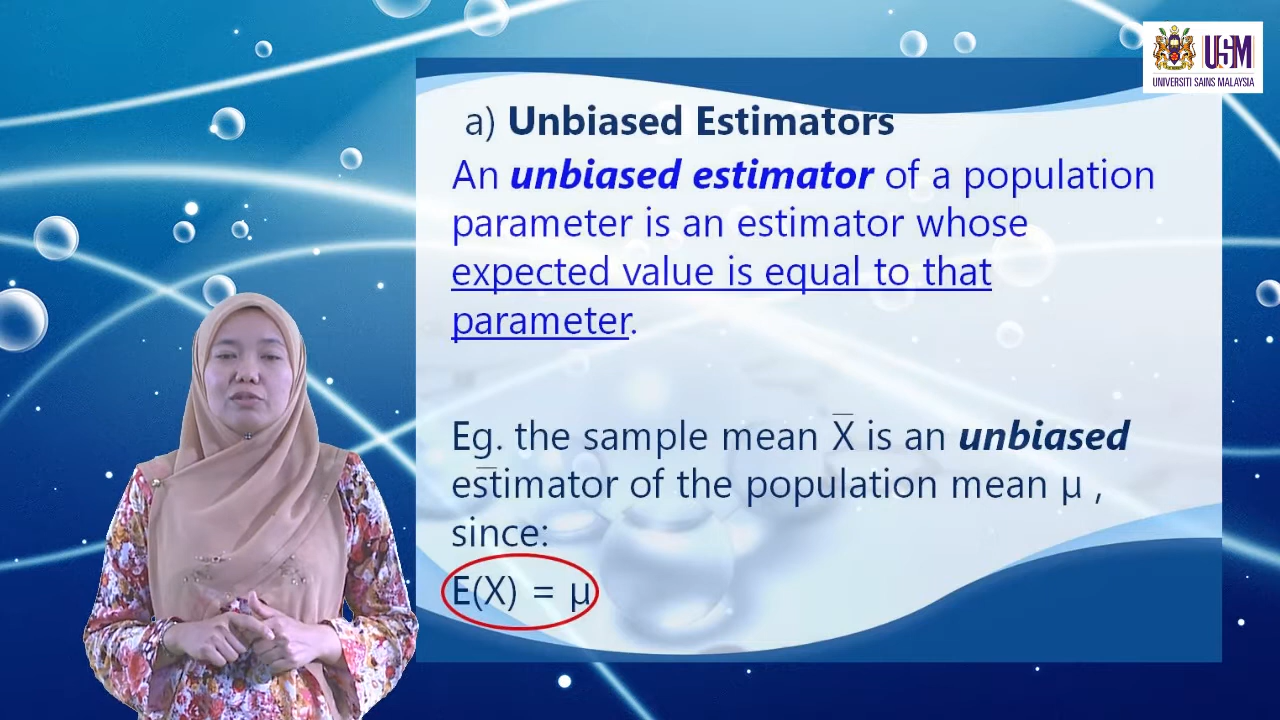 USM
UNIVERSITI SAINS MALAYSIA
a) Unbiased Estimators
An unbiased estimator of a population
parameter is an estimator whose
expected value is equal to that
parameter.
Eg. the sample mean X̅ is an unbiased
estimator of the population mean μ ,
since:
E(X) = μ